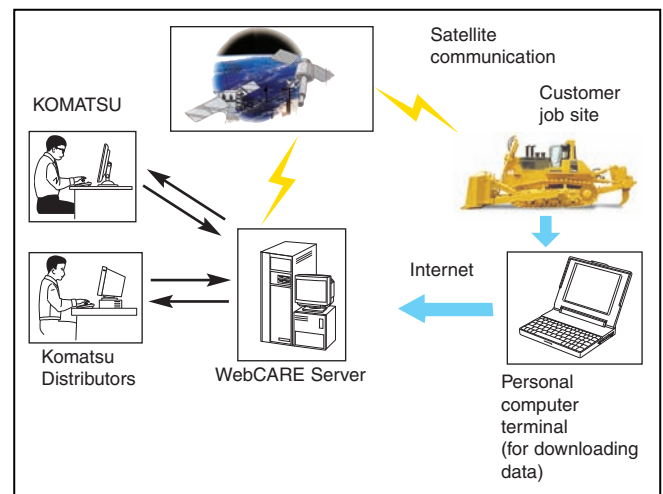 Satellite
communication
KOMATSU
Customer
job site
Internet
Komatsu
Distributors
WebCARE Server
Personal
computer
terminal
(for downloading
data)